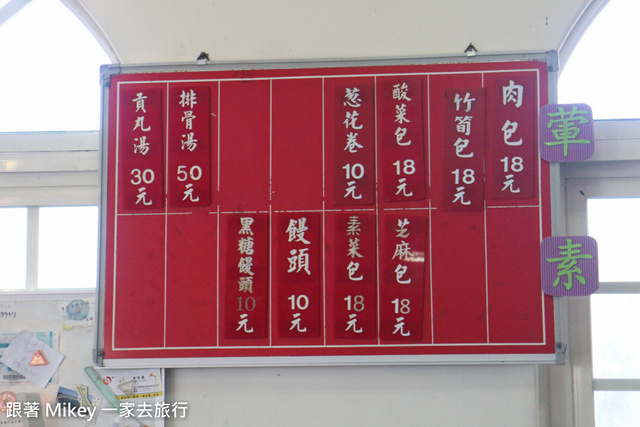 肉包18元
竹筍包18元
酸菜包18元
葱花卷10元
排骨湯50元
貢丸湯30元
葷
芝麻包18元
素菜包18元
饅頭10元
黑糖饅頭10元
素
跟著 Mikey 一家去旅行